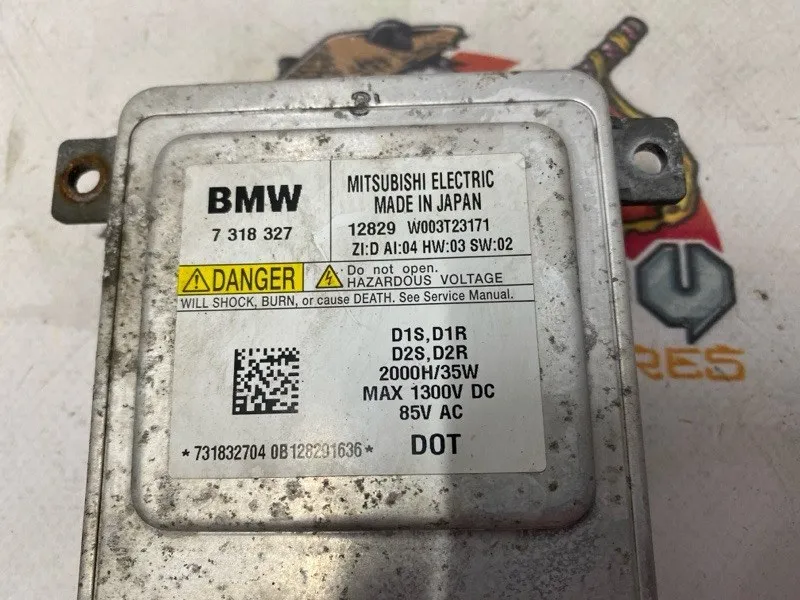 3
BMW
7 318 327
MITSUBISHI ELECTRIC
MADE IN JAPAN
12829 W003T23171
ZI:D AI:04 HW:03 SW:02
DANGER
Do not open.
HAZARDOUS VOLTAGE
WILL SHOCK, BURN, or cause DEATH. See Service Manual.
D1S,D1R
D2S,D2R
2000H/35W
MAX 1300V DC
85V AC
DOT
*731832704 0B128291636*
RES